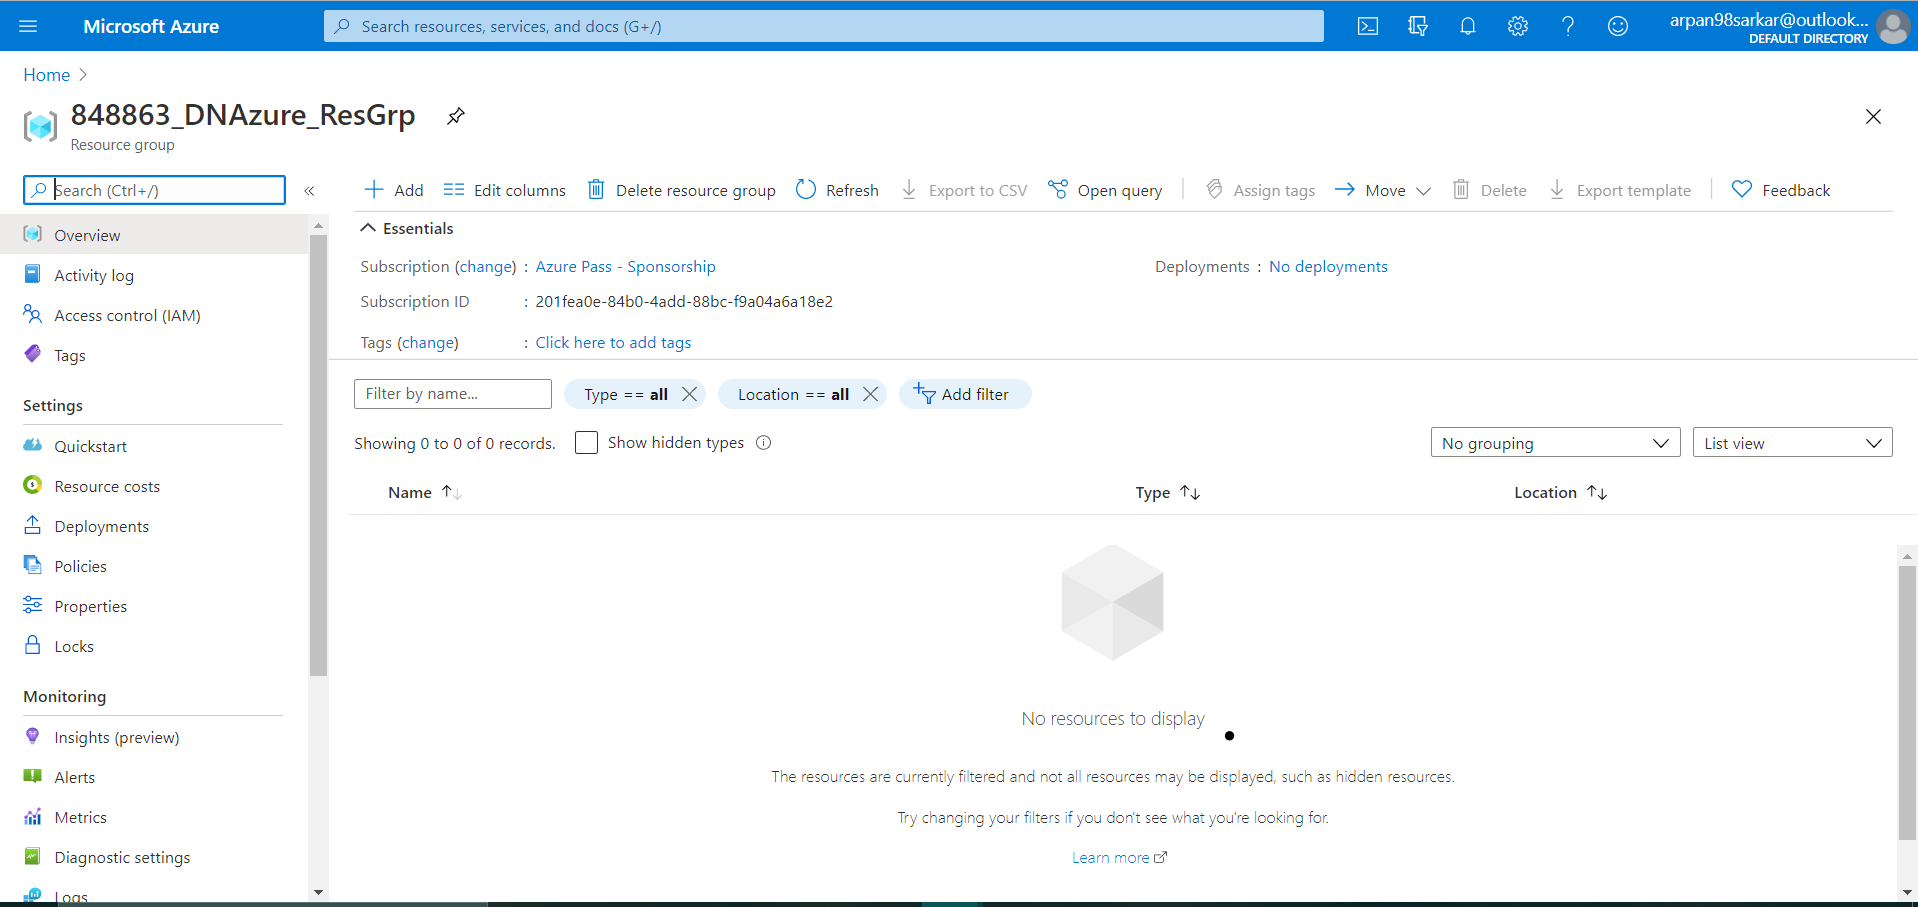 Microsoft Azure
Search resources, services, and docs (G+/)
arpan98sarkar@outlook...
DEFAULT DIRECTORY
Home
848863_DNAzure_ResGrp
Resource group
Search (Ctrl+/)
«
Add
Edit columns
Delete resource group
Refresh
Export to CSV
Open query
Assign tags
Move
Delete
Export template
Feedback
Overview
Activity log
Access control (IAM)
Tags
Settings
Quickstart
Resource costs
Deployments
Policies
Properties
Locks
Monitoring
Insights (preview)
Alerts
Metrics
Diagnostic settings
Logs
Essentials
Subscription (change) : Azure Pass - Sponsorship
Deployments : No deployments
Subscription ID : 201fea0e-84b0-4add-88bc-f9a04a6a18e2
Tags (change) : Click here to add tags
Filter by name...
Type == all
Location == all
Add filter
Showing 0 to 0 of 0 records.
Show hidden types
No grouping
List view
Name
Type
Location
No resources to display
The resources are currently filtered and not all resources may be displayed, such as hidden resources.
Try changing your filters if you don't see what you're looking for.
Learn more